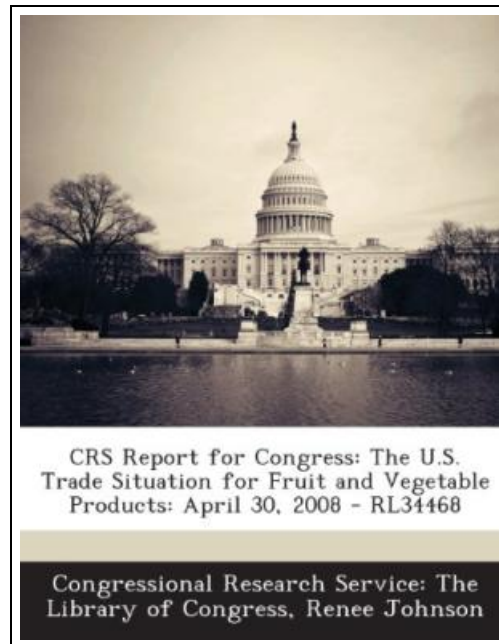 CRS Report for Congress: The U.S.
Trade Situation for Fruit and Vegetable
Products: April 30, 2008 - RL34468
Congressional Research Service: The
Library of Congress, Renee Johnson